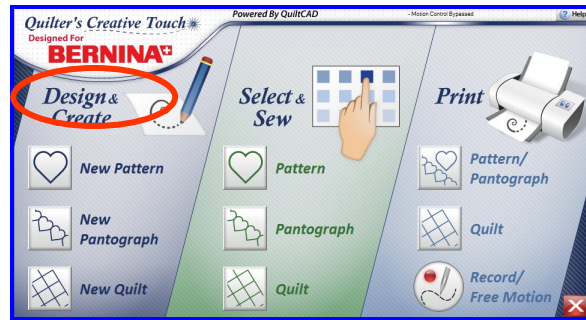 Quilter's Creative Touch
Powered By QuiltCAD
- Motion Control Bypassed
? Help
Designed For
BERNINA
Design &
Create
New Pattern
New
Pantograph
New Quilt
Select &
Sew
Pattern
Pantograph
Quilt
Print
Pattern/
Pantograph
Quilt
Record/
Free Motion